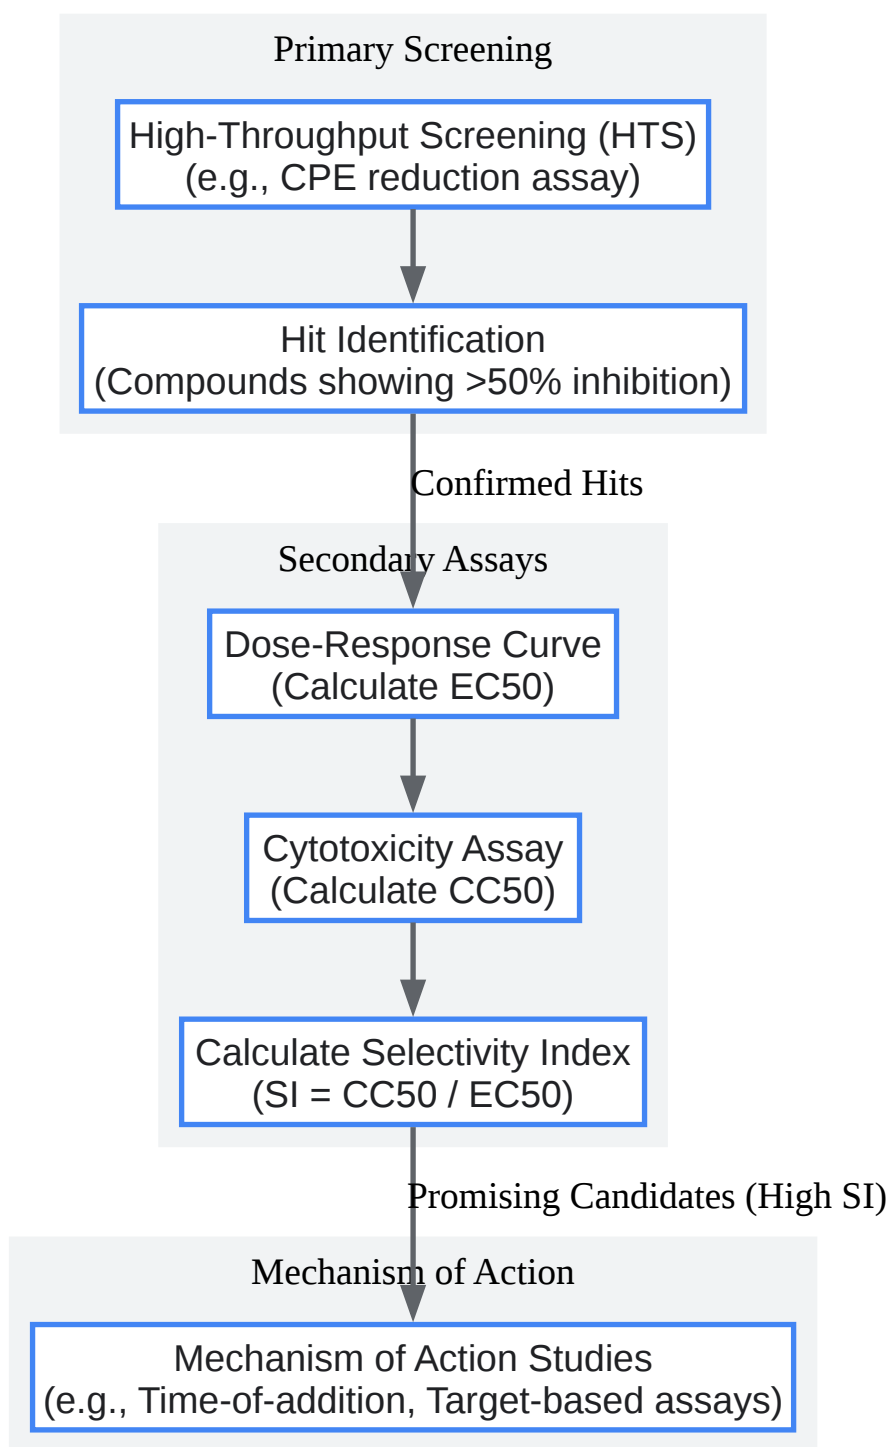 Primary Screening
High-Throughput Screening (HTS)
(e.g., CPE reduction assay)
Hit Identification
(Compounds showing >50% inhibition)
Confirmed Hits
Secondary Assays
Dose-Response Curve
(Calculate EC50)
Cytotoxicity Assay
(Calculate CC50)
Calculate Selectivity Index
(SI = CC50 / EC50)
Promising Candidates (High SI)
Mechanism of Action
Mechanism of Action Studies
(e.g., Time-of-addition, Target-based assays)